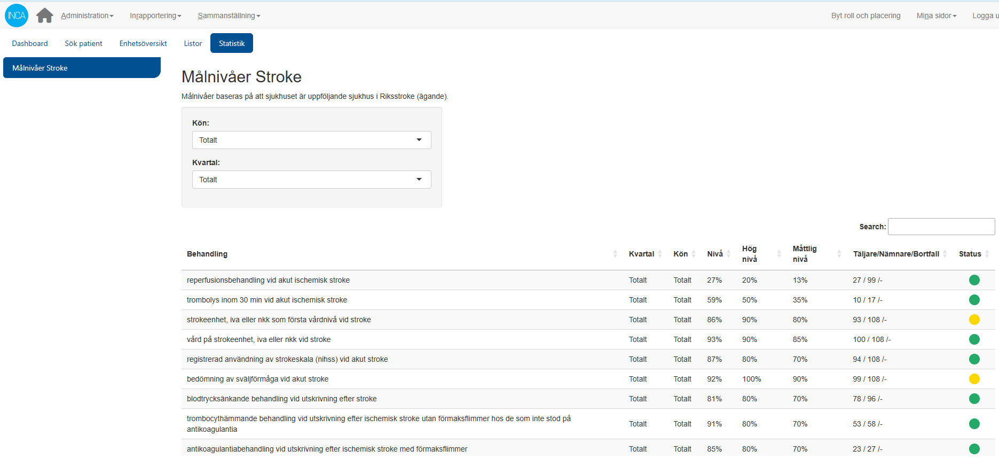 INCA Administration Inrapportering Sammanställning Byt roll och placering Mina sidor Logga u
Dashboard Sök patient Enhetsöversikt Listor Statistik
Målnivåer Stroke
Målnivåer Stroke
Målnivåer baseras på att sjukhuset är uppföljande sjukhus i Riksstroke (ägande).
Kön:
Totalt
Kvartal:
Totalt
Search:
Behandling Kvartal Kön Nivå Hög nivå Måttlig nivå Täljare/Nämnare/Bortfall Status
reperfusionsbehandling vid akut ischemisk stroke Totalt Totalt 27% 20% 13% 27 / 99 /-
trombolys inom 30 min vid akut ischemisk stroke Totalt Totalt 59% 50% 35% 10 / 17 /-
strokeenhet, iva eller nkk som första vårdnivå vid stroke Totalt Totalt 86% 90% 80% 93 / 108 /-
vård på strokeenhet, iva eller nkk vid stroke Totalt Totalt 93% 90% 85% 100 / 108 /-
registrerad användning av strokeskala (nihss) vid akut stroke Totalt Totalt 87% 80% 70% 94 / 108 /-
bedömning av sväljförmåga vid akut stroke Totalt Totalt 92% 100% 90% 99 / 108 /-
blodtrycksänkande behandling vid utskrivning efter stroke Totalt Totalt 81% 80% 70% 78 / 96 /-
trombocythämmande behandling vid utskrivning efter ischemisk stroke utan förmaksflimmer hos de som inte stod på
antikoagulantia Totalt Totalt 91% 80% 70% 53 / 58 /-
antikoagulantiabehandling vid utskrivning efter ischemisk stroke med förmaksflimmer Totalt Totalt 85% 80% 70% 23 / 27 /-